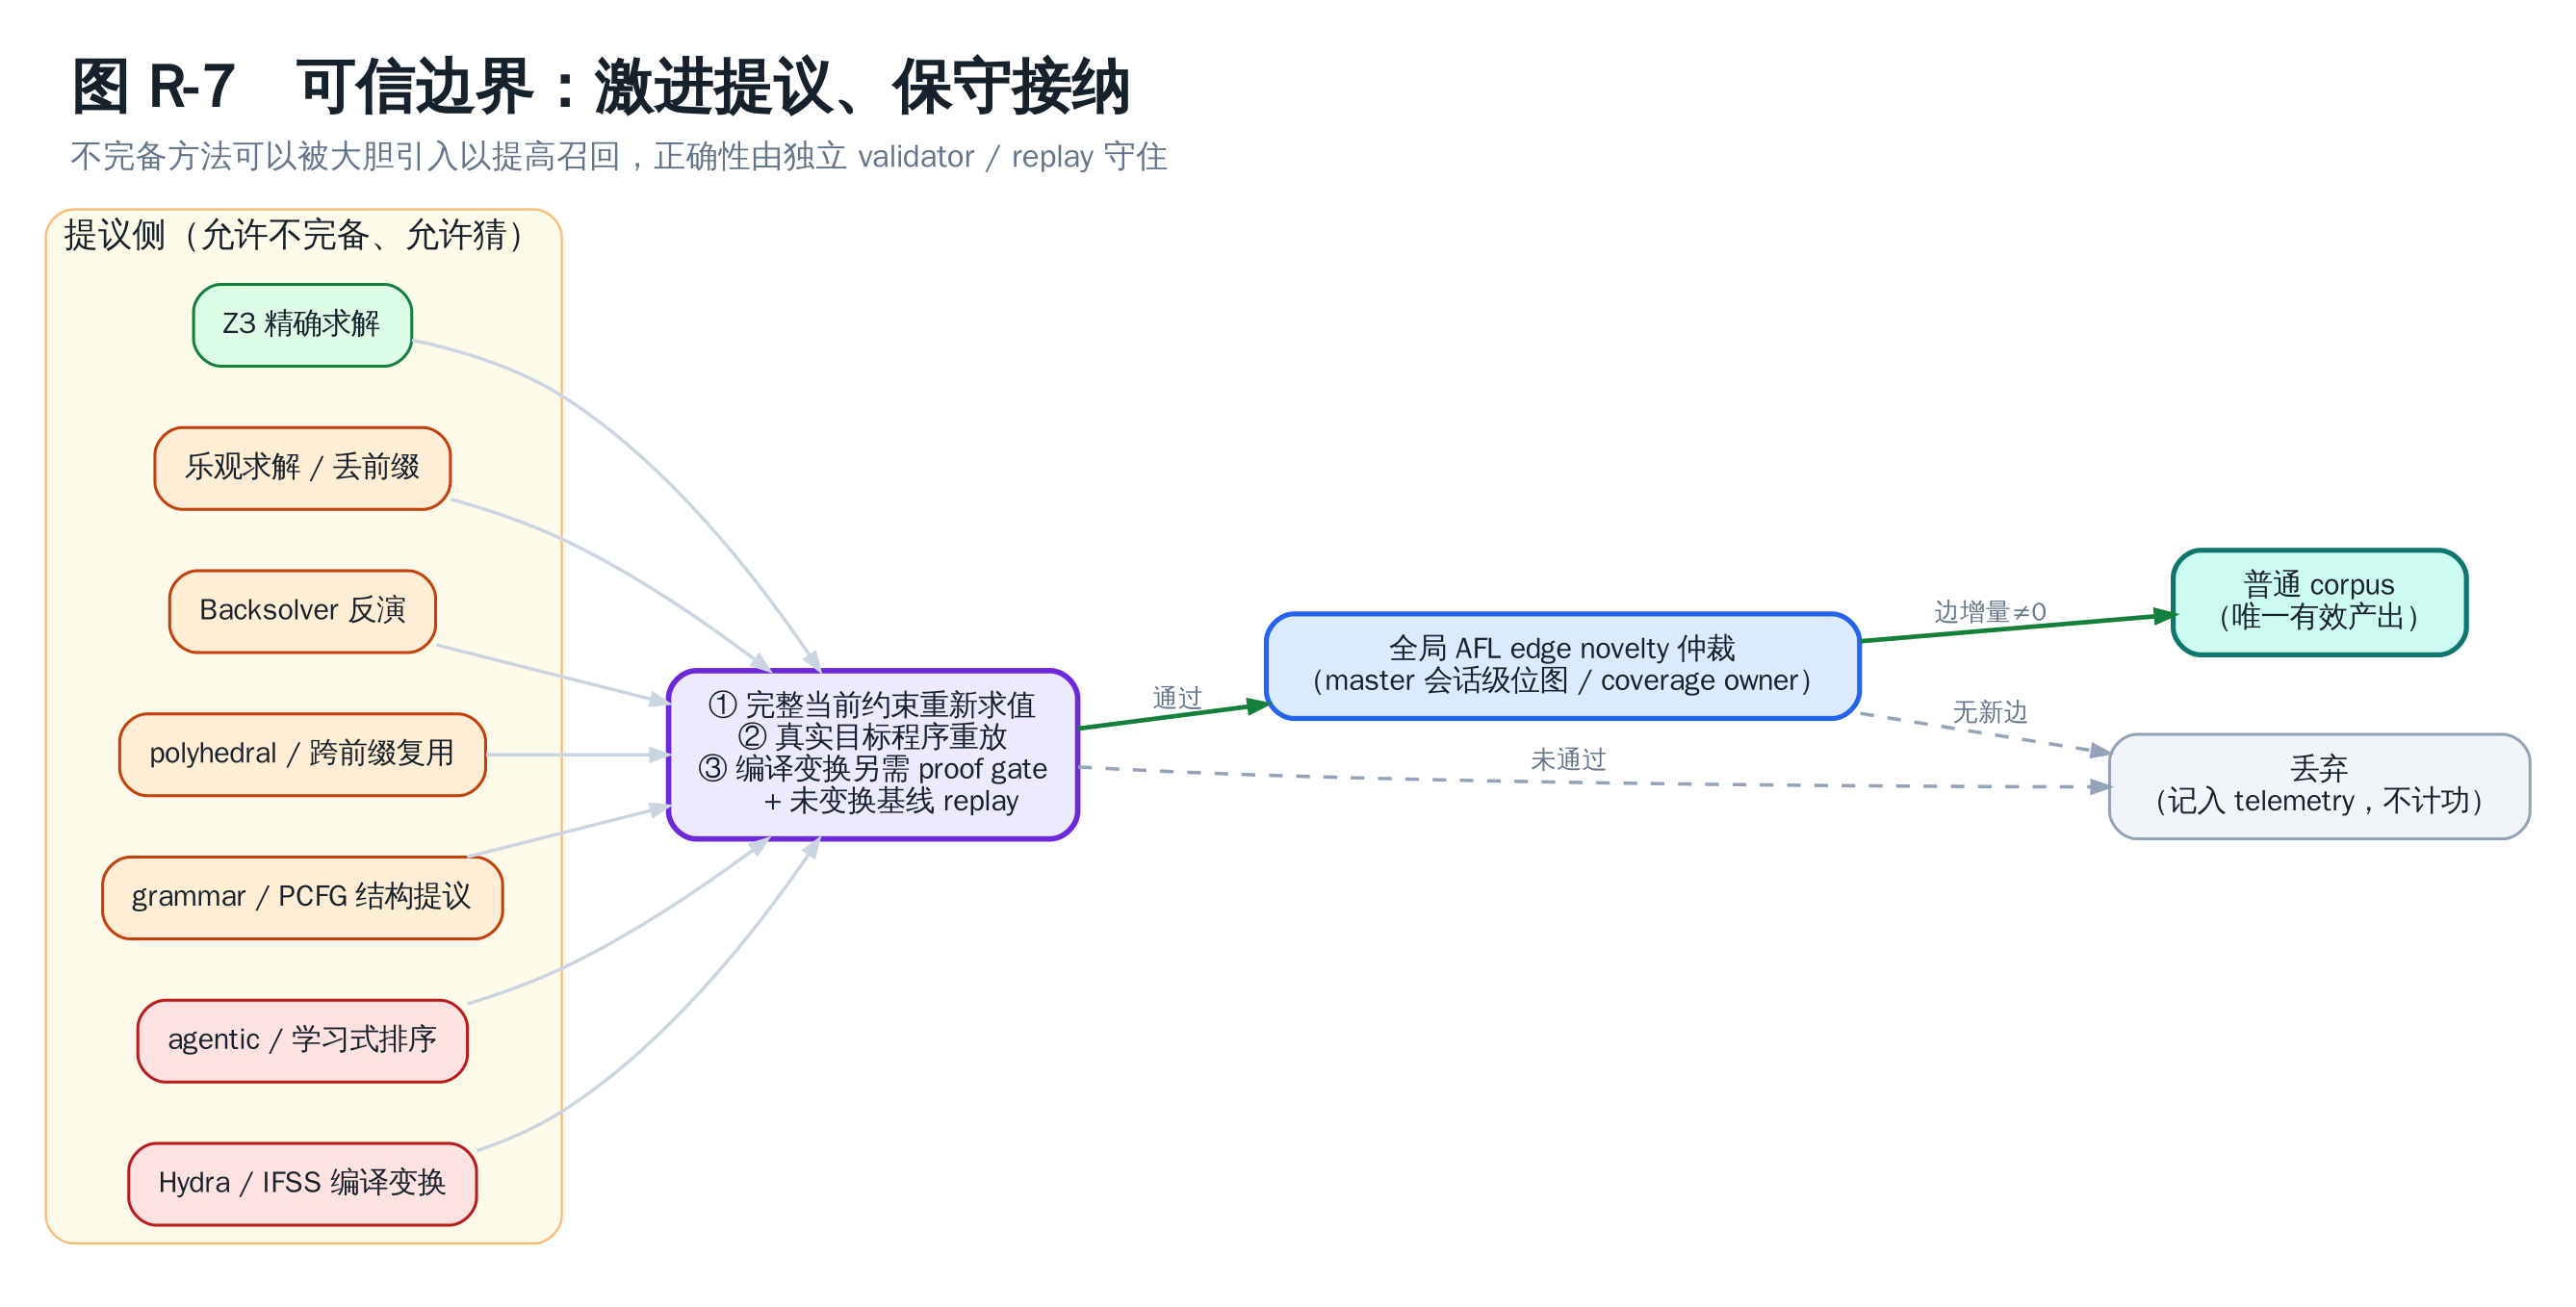 图 R-7　可信边界：激进提议、保守接纳
不完备方法可以被大胆引入以提高召回，正确性由独立 validator / replay 守住
提议侧（允许不完备、允许猜）
Z3 精确求解
乐观求解 / 丢前缀
Backsolver 反演
polyhedral / 跨前缀复用
grammar / PCFG 结构提议
agentic / 学习式排序
Hydra / IFSS 编译变换
① 完整当前约束重新求值
② 真实目标程序重放
③ 编译变换另需 proof gate
+ 未变换基线 replay
通过
未通过
全局 AFL edge novelty 仲裁
（master 会话级位图 / coverage owner）
边增量≠0
无新边
普通 corpus
（唯一有效产出）
丢弃
（记入 telemetry，不计功）